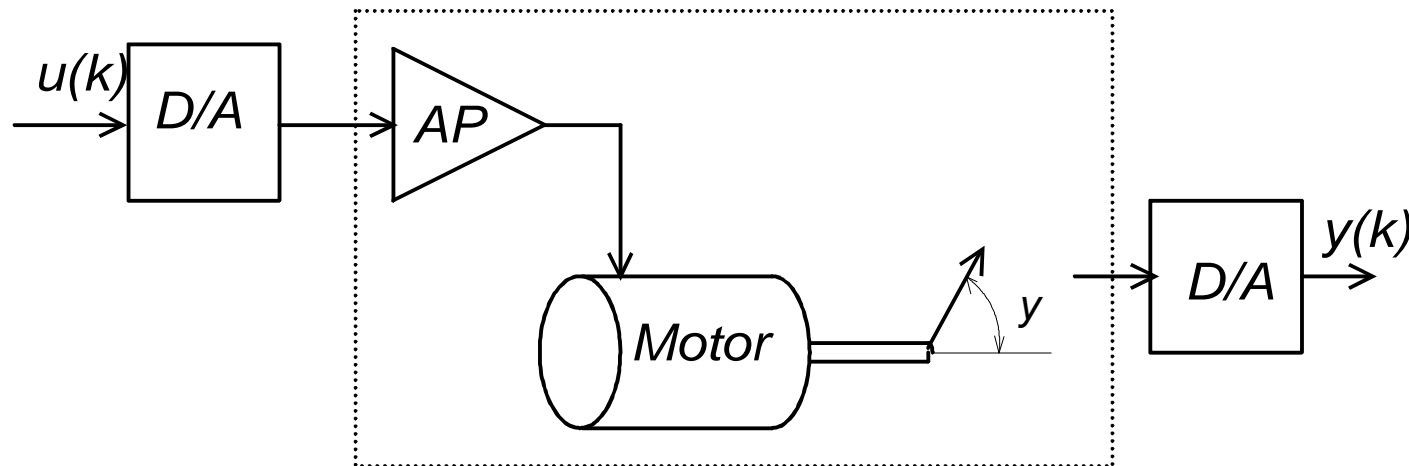 u(k)
D/A
AP
Motor
y
D/A
y(k)